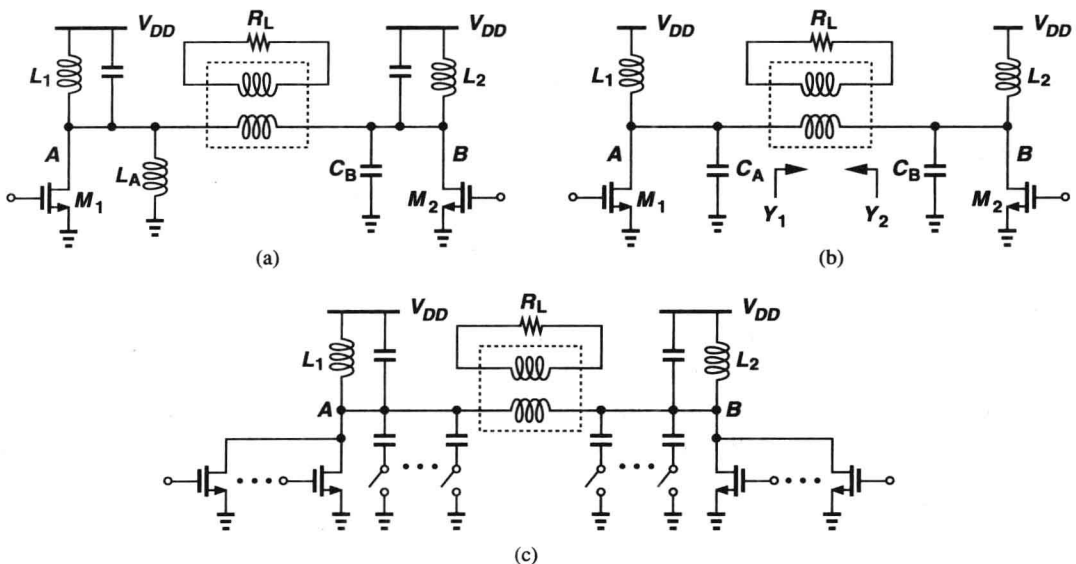 V_DD R_L V_DD
L_1 L_2
A L_A C_B B
M_1 M_2
(a)
V_DD R_L V_DD
L_1 L_2
A C_A Y_1 Y_2 C_B B
M_1 M_2
(b)
V_DD R_L V_DD
L_1 L_2
A B
(c)